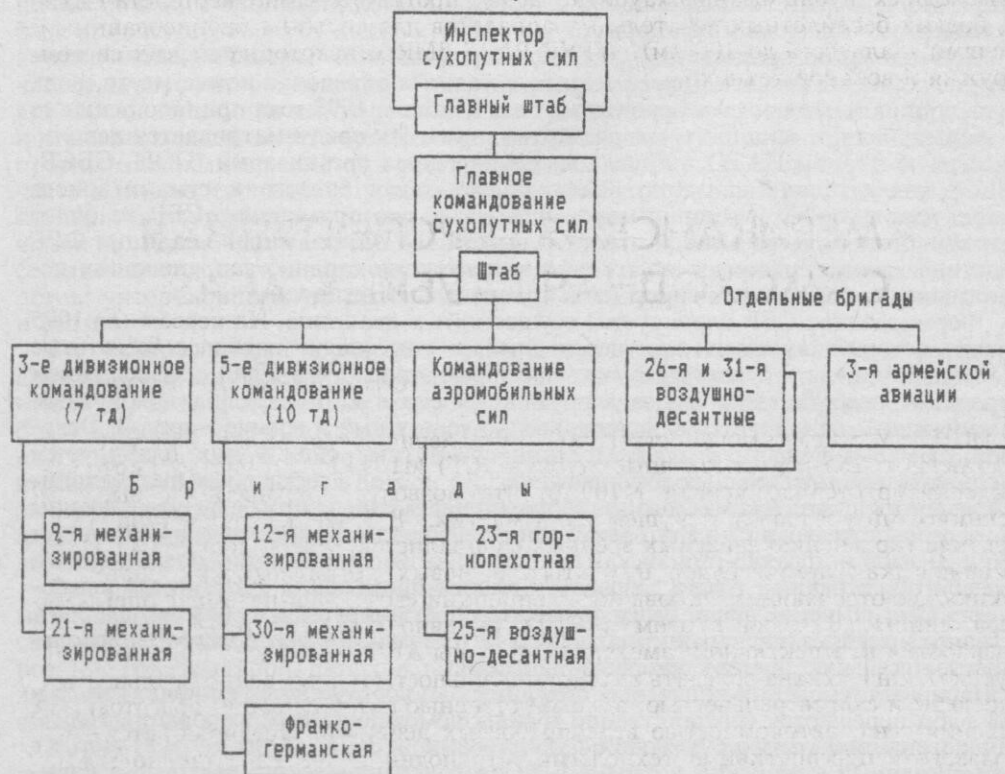 Инспектор
сухопутных сил
Главный штаб
Главное
командование
сухопутных сил
Штаб
Отдельные бригады
3-е дивизионное
командование
(7 тд)
5-е дивизионное
командование
(10 тд)
Командование
аэромобильных
сил
26-я и 31-я
воздушно-
десантные
3-я армейской
авиации
Б р и г а д ы
9-я механи-
зированная
12-я механи-
зированная
23-я гор-
нопехотная
21-я механи-
зированная
30-я механи-
зированная
25-я воздуш-
но-десантная
Франко-
германская